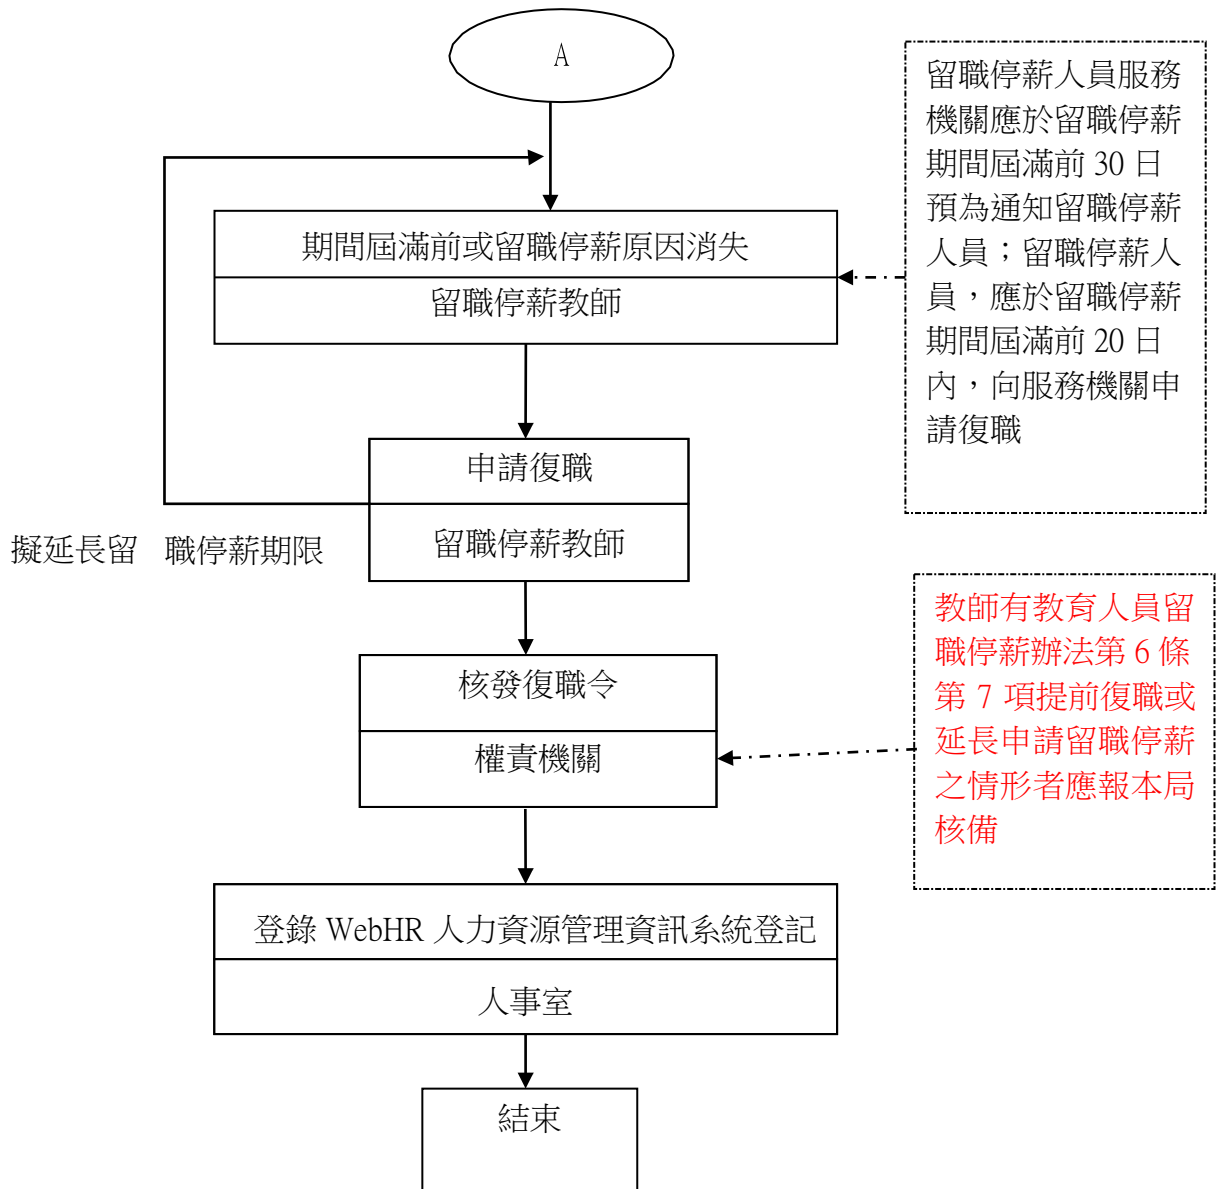 A
留職停薪人員服務
機關應於留職停薪
期間屆滿前 30 日
預為通知留職停薪
人員；留職停薪人
員，應於留職停薪
期間屆滿前 20 日
內，向服務機關申
請復職
期間屆滿前或留職停薪原因消失
留職停薪教師
申請復職
留職停薪教師
擬延長留 職停薪期限
核發復職令
權責機關
教師有教育人員留
職停薪辦法第 6 條
第 7 項提前復職或
延長申請留職停薪
之情形者應報本局
核備
登錄 WebHR 人力資源管理資訊系統登記
人事室
結束